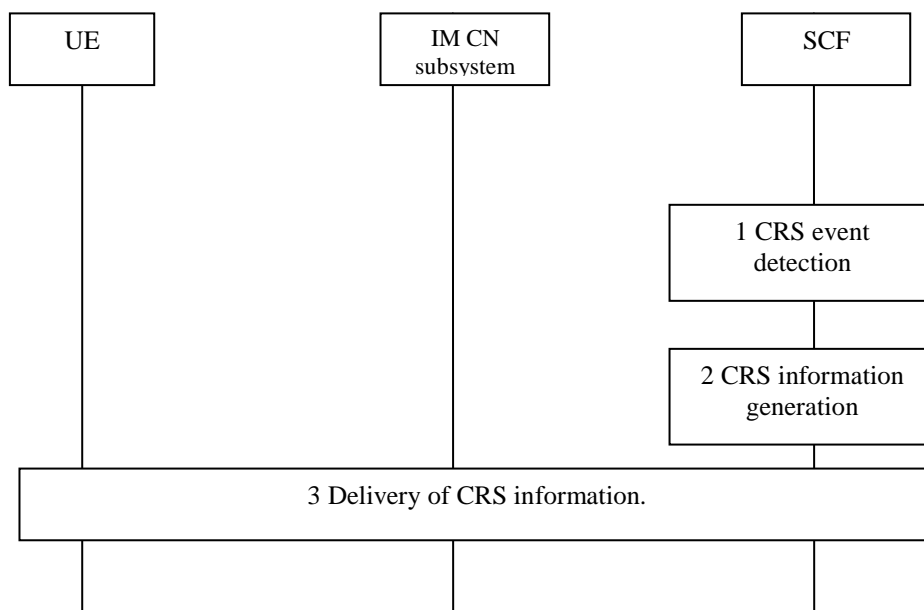 UE
IM CN
subsystem
SCF
1 CRS event
detection
2 CRS information
generation
3 Delivery of CRS information.